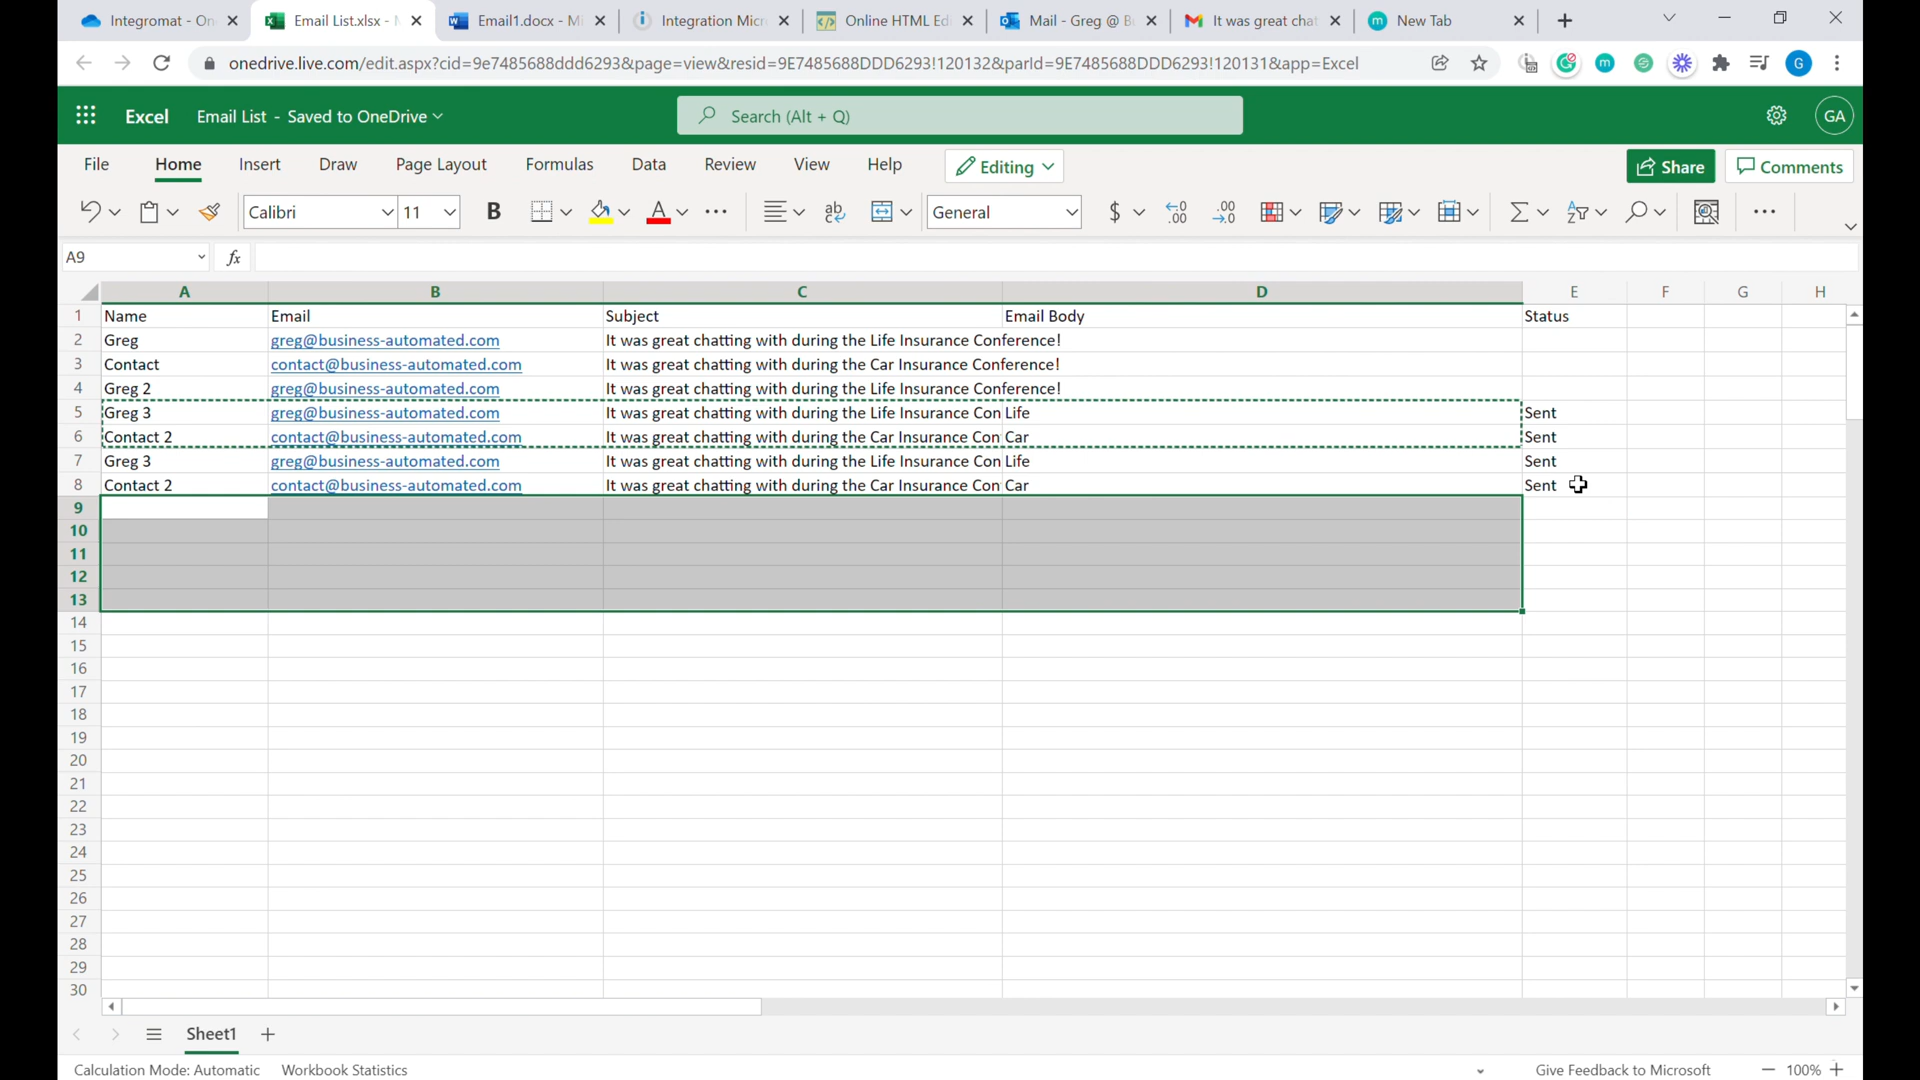 Integromat - On
Email List.xlsx - M
Email1.docx - Mi
Integration Micr
Online HTML Ed
Mail - Greg @ B
It was great chat
New Tab
onedrive.live.com/edit.aspx?cid=9e7485688ddd6293&page=view&resid=9E7485688DDD6293!120132&parId=9E7485688DDD6293!120131&app=Excel
G
Excel
Email List - Saved to OneDrive
Search (Alt + Q)
GA
File Home Insert Draw Page Layout Formulas Data Review View Help
Editing
Share
Comments
Calibri 11 B A ab General $ .00
A9 fx
A B C D E F G H
1 Name Email Subject Email Body Status
2 Greg greg@business-automated.com It was great chatting with during the Life Insurance Conference!
3 Contact contact@business-automated.com It was great chatting with during the Car Insurance Conference!
4 Greg 2 greg@business-automated.com It was great chatting with during the Life Insurance Conference!
5 Greg 3 greg@business-automated.com It was great chatting with during the Life Insurance Con Life Sent
6 Contact 2 contact@business-automated.com It was great chatting with during the Car Insurance Con Car Sent
7 Greg 3 greg@business-automated.com It was great chatting with during the Life Insurance Con Life Sent
8 Contact 2 contact@business-automated.com It was great chatting with during the Car Insurance Con Car Sent
9
10
11
12
13
14
15
16
17
18
19
20
21
22
23
24
25
26
27
28
29
30
Sheet1
Calculation Mode: Automatic Workbook Statistics Give Feedback to Microsoft 100%